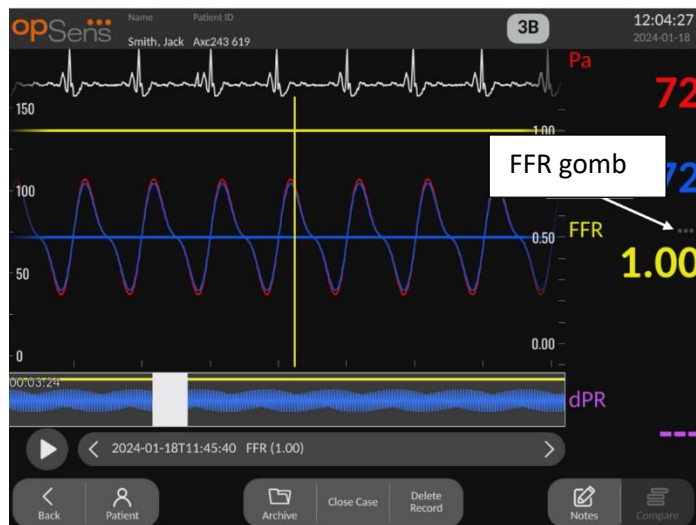 opSens
Name
Patient ID
Smith, Jack
Axc243 619
3B
12:04:27
2024-01-18
Pa
72
150
1.00
FFR gomb
72
100
0.50
FFR
1.00
50
0.00
0
00:03:24
dPR
---
2024-01-18T11:45:40 FFR (1.00)
Back
Patient
Archive
Close Case
Delete
Record
Notes
Compare